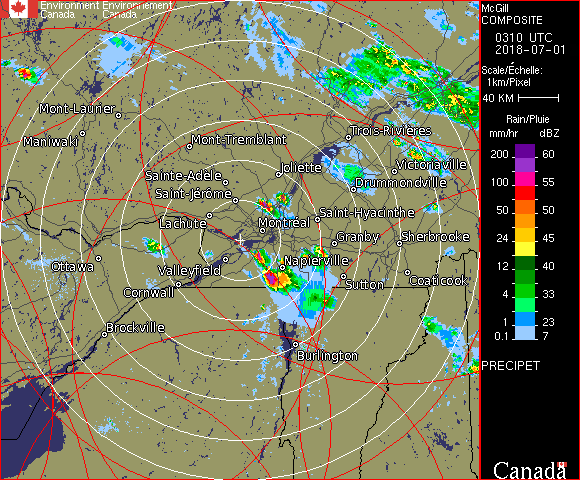 Environment Environnement
Canada Canada
McGill
COMPOSITE
0310 UTC
2018-07-01
Scale/Échelle:
1km/Pixel
40 KM
Rain/Pluie
mm/hr dBZ
200 60
100 55
50 50
24 45
12 40
4 33
1 23
0.1 7
PRECIPET
Canada
Mont-Laurier
Maniwaki
Mont-Tremblant
Trois-Rivières
Sainte-Adèle
Joliette
Victoriaville
Saint-Jérôme
Drummondville
Lachute
Montréal
Saint-Hyacinthe
Granby
Sherbrooke
Ottawa
Valleyfield
Napierville
Cornwall
Sutton
Coaticook
Brockville
Burlington